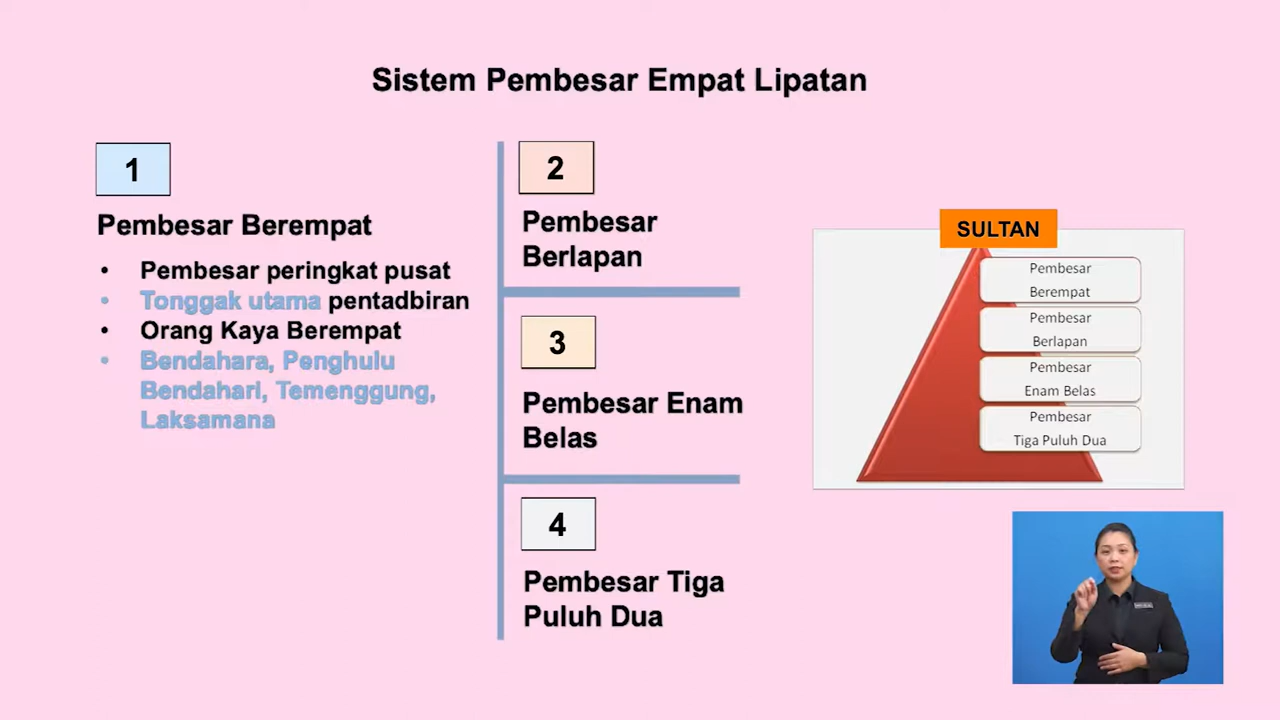 Sistem Pembesar Empat Lipatan
1
Pembesar Berempat
• Pembesar peringkat pusat
• Tonggak utama pentadbiran
• Orang Kaya Berempat
• Bendahara, Penghulu
Bendahari, Temenggung,
Laksamana
2
Pembesar
Berlapan
3
Pembesar Enam
Belas
4
Pembesar Tiga
Puluh Dua
SULTAN
Pembesar
Berempat
Pembesar
Berlapan
Pembesar
Enam Belas
Pembesar
Tiga Puluh Dua